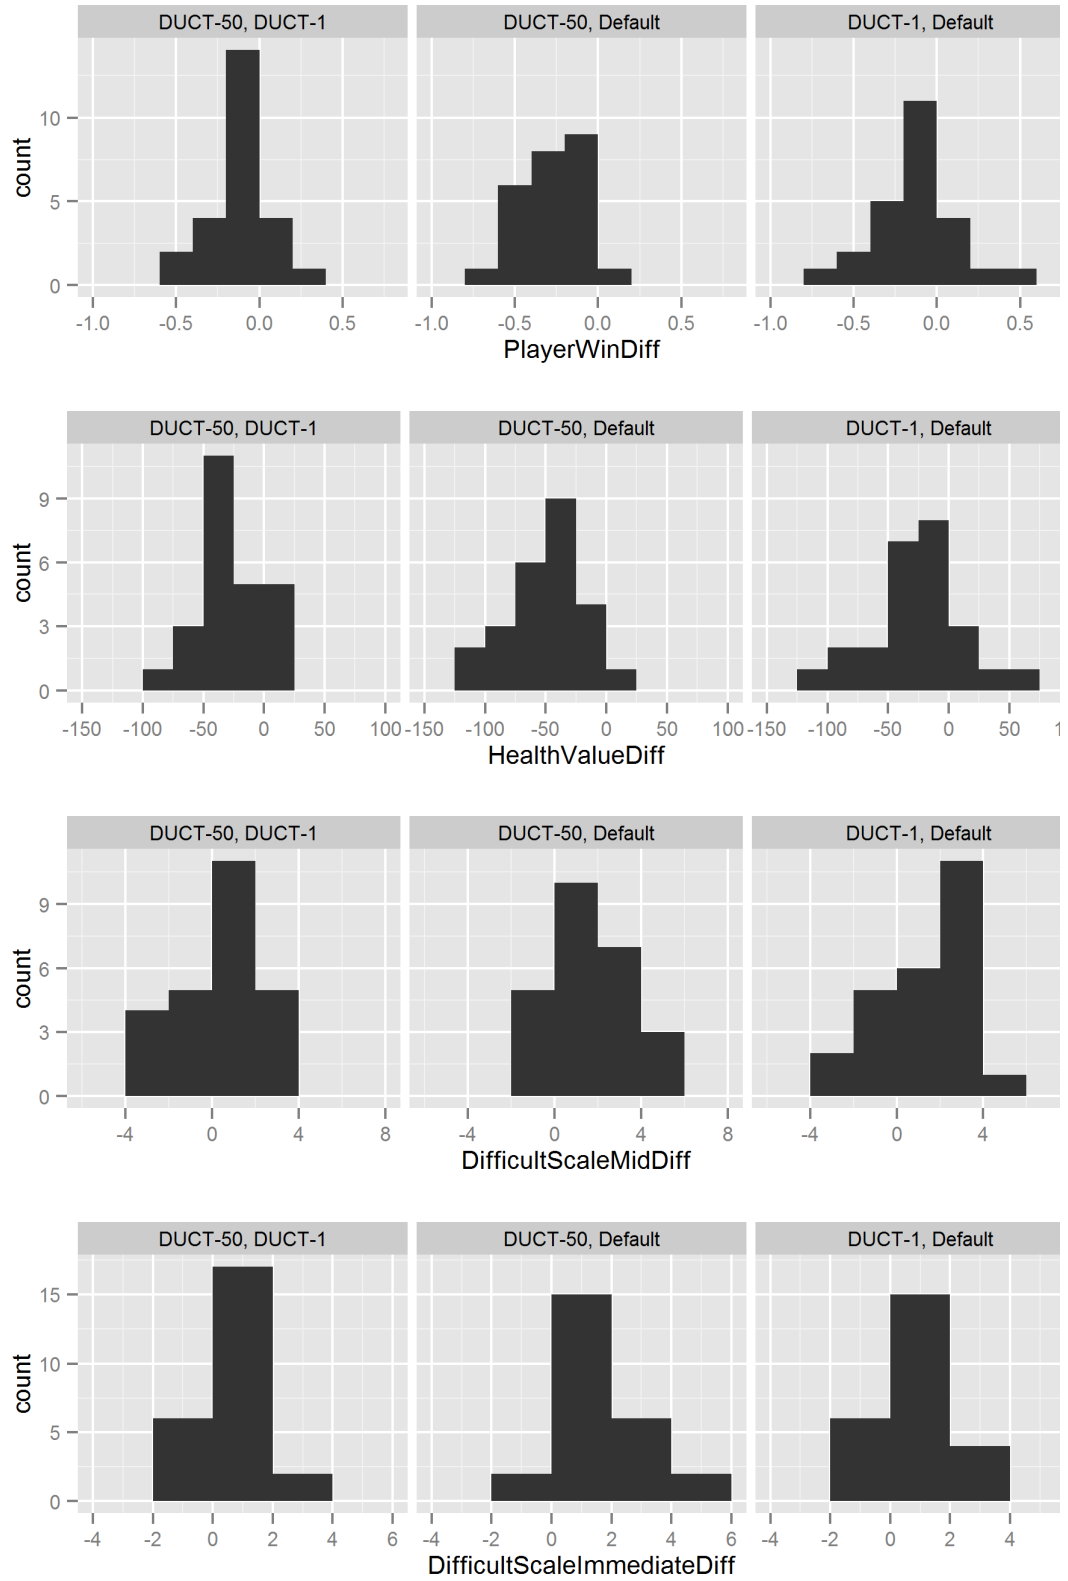 DUCT-50, DUCT-1 DUCT-50, Default DUCT-1, Default
count
10
5
0
-1.0 -0.5 0.0 0.5 -1.0 -0.5 0.0 0.5 -1.0 -0.5 0.0 0.5
PlayerWinDiff
DUCT-50, DUCT-1 DUCT-50, Default DUCT-1, Default
count
9
6
3
0
-150 -100 -50 0 50 100 -150 -100 -50 0 50 100 -150 -100 -50 0 50 1
HealthValueDiff
DUCT-50, DUCT-1 DUCT-50, Default DUCT-1, Default
count
9
6
3
0
-4 0 4 8 -4 0 4 8 -4 0 4
DifficultScaleMidDiff
DUCT-50, DUCT-1 DUCT-50, Default DUCT-1, Default
count
15
10
5
0
-4 -2 0 2 4 6 -4 -2 0 2 4 6 -4 -2 0 2 4
DifficultScaleImmediateDiff